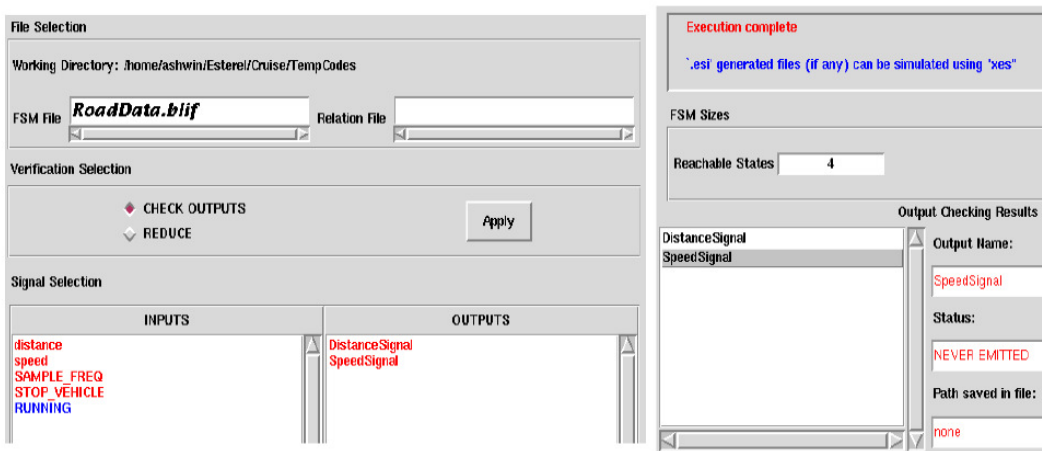 File Selection
Working Directory: /home/ashwin/Esterel/Cruise/TempCodes
FSM File RoadData.blif Relation File
Verification Selection
CHECK OUTPUTS
REDUCE
Apply
Signal Selection
INPUTS OUTPUTS
distance
speed
SAMPLE_FREQ
STOP_VEHICLE
RUNNING
DistanceSignal
SpeedSignal
Execution complete
`.esi' generated files (if any) can be simulated using 'xes"
FSM Sizes
Reachable States 4
Output Checking Results
DistanceSignal
SpeedSignal
Output Name:
SpeedSignal
Status:
NEVER EMITTED
Path saved in file:
none